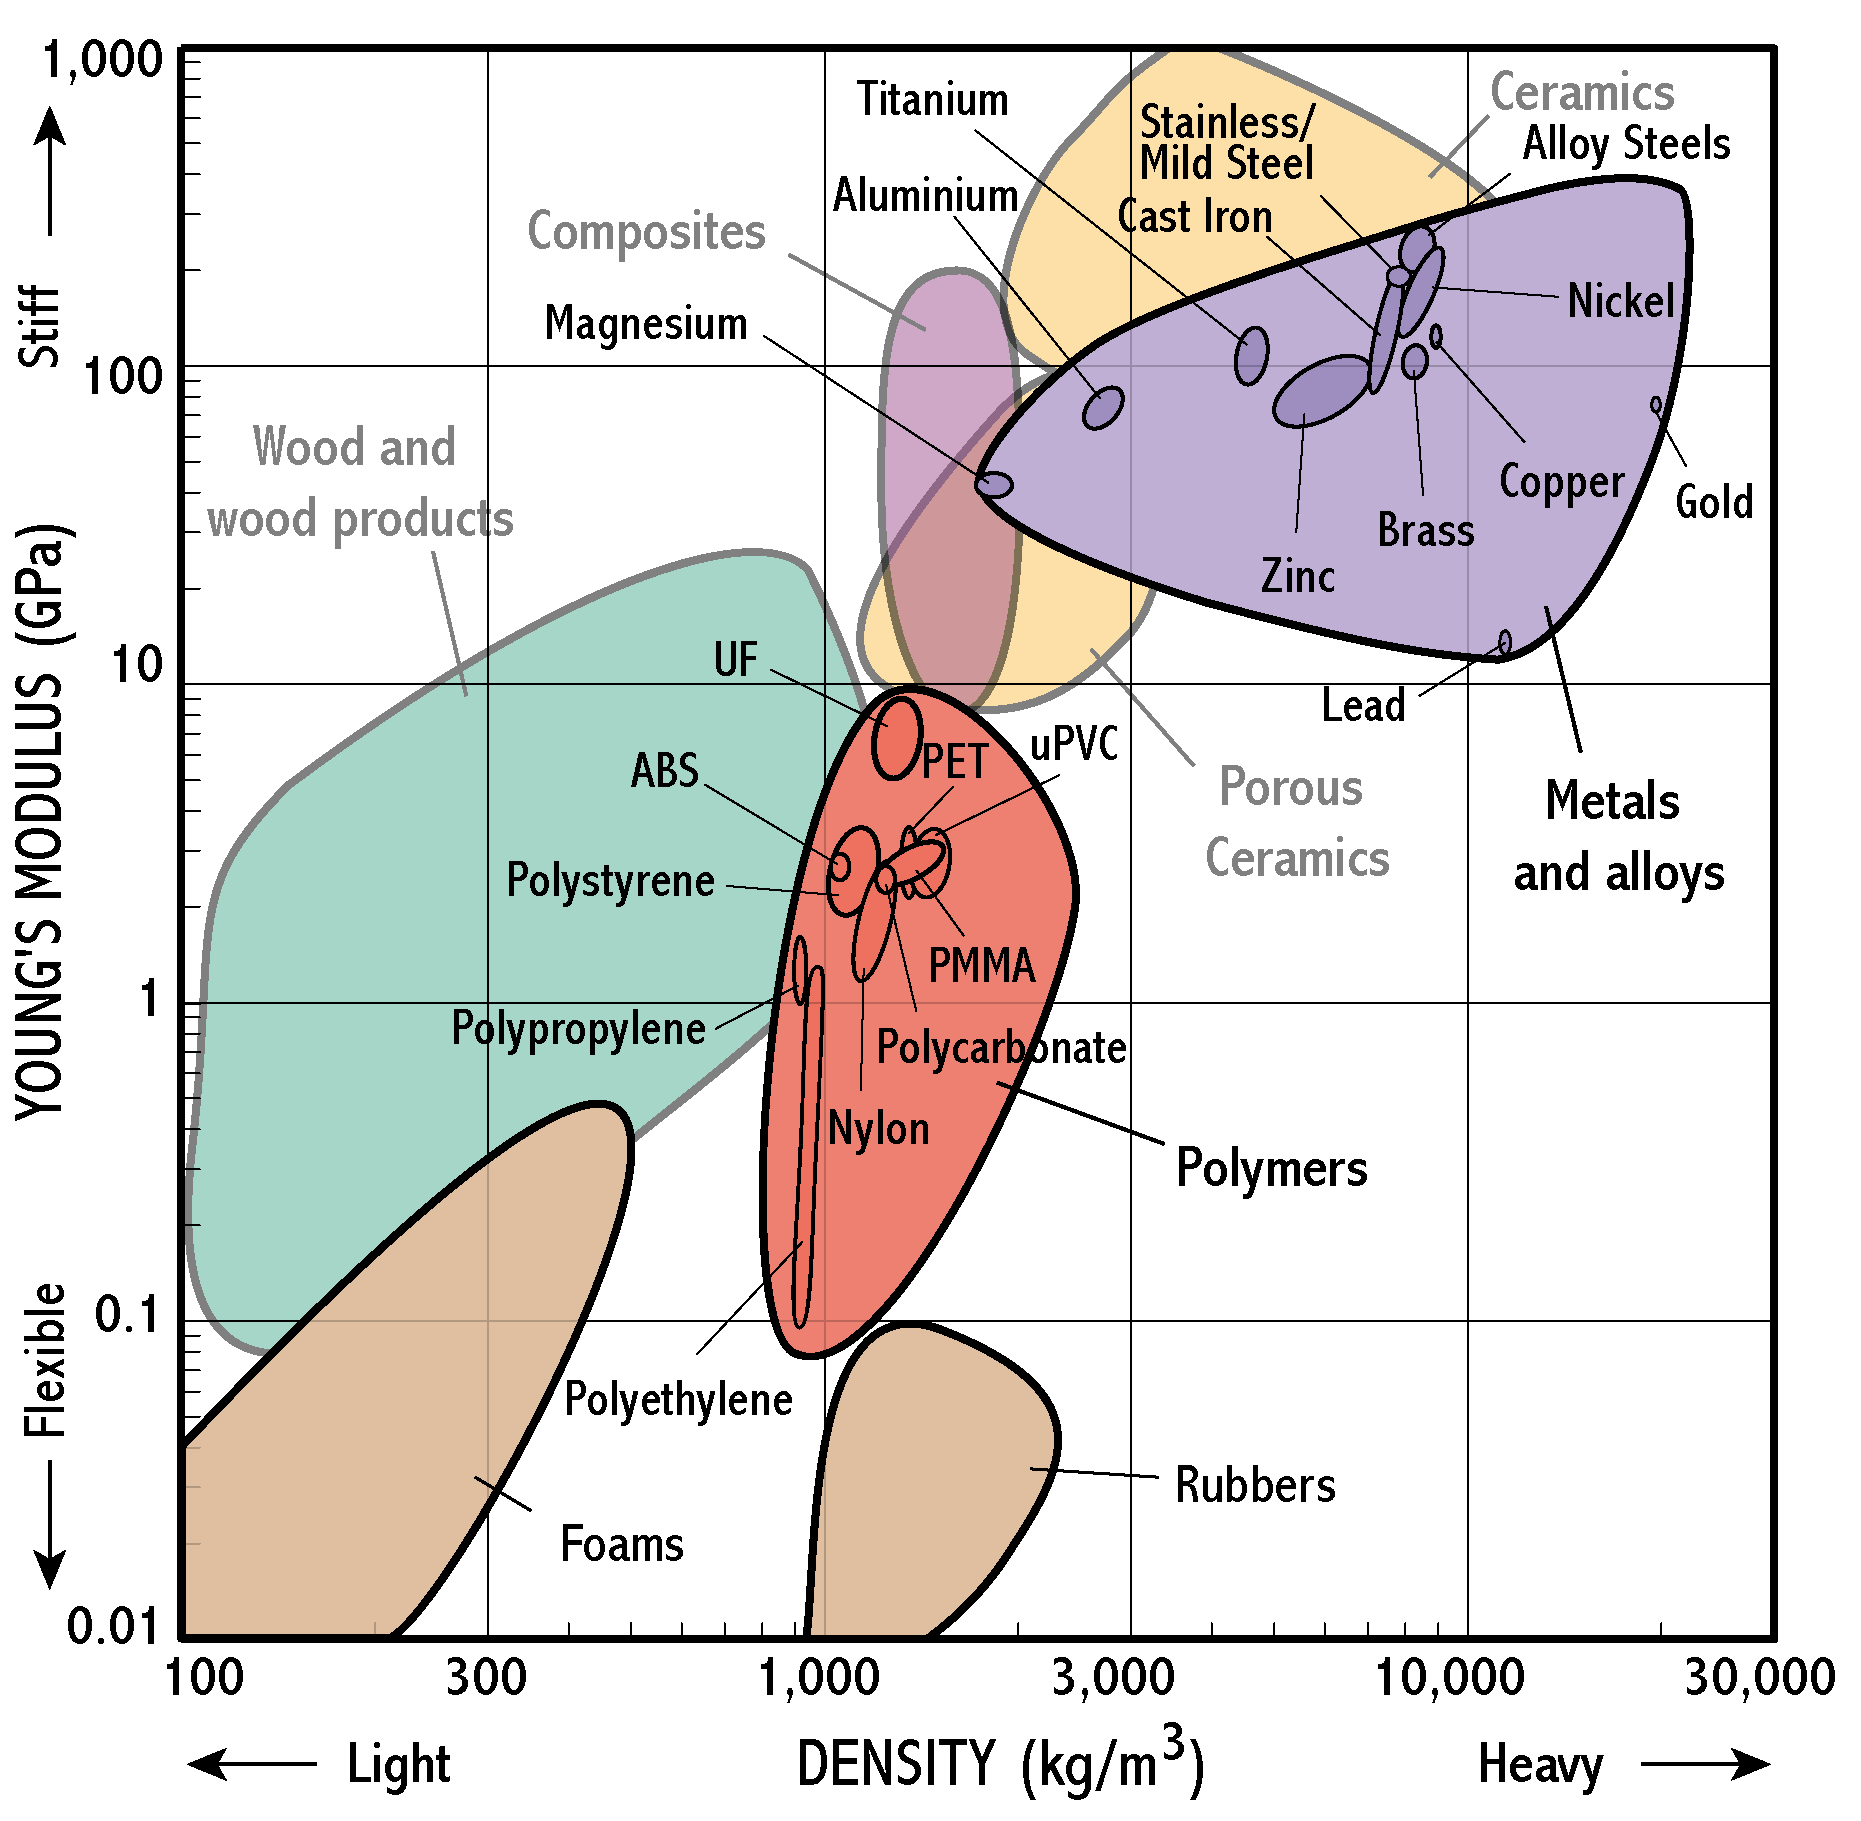 1,000
Titanium
Stainless/
Mild Steel
Ceramics
Alloy Steels
Aluminium
Cast Iron
Composites
Magnesium
Nickel
Stiff
100
Wood and
wood products
Copper
Gold
Brass
Zinc
YOUNG'S MODULUS (GPa)
10
UF
Lead
PET
uPVC
ABS
Porous
Ceramics
Metals
and alloys
Polystyrene
PMMA
1
Polypropylene
Polycarbonate
Nylon
Polymers
0.1
Flexible
Polyethylene
Rubbers
Foams
0.01
100 300 1,000 3,000 10,000 30,000
Light DENSITY (kg/m³) Heavy